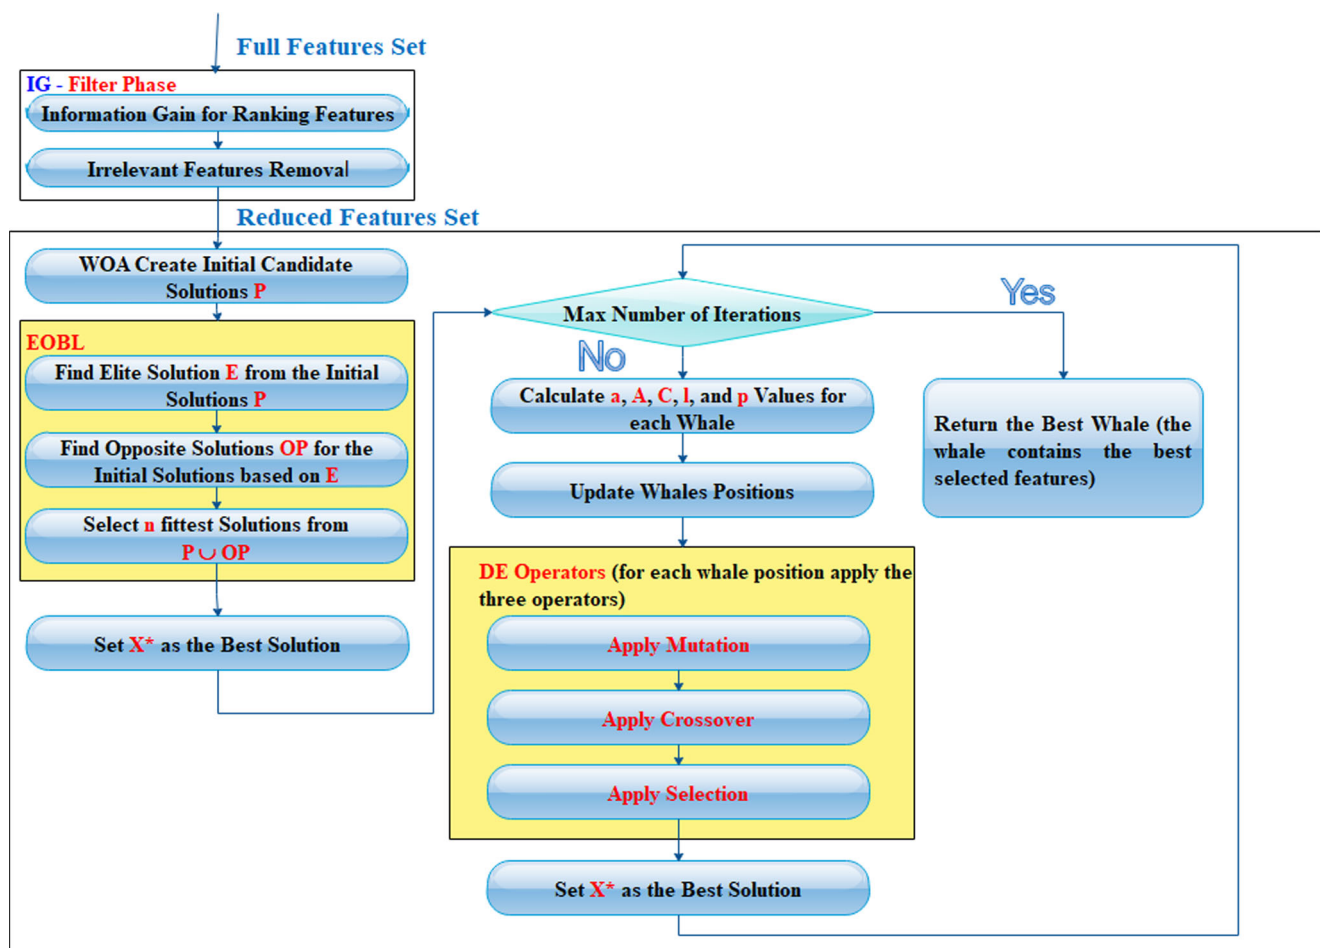 Full Features Set
IG - Filter Phase
Information Gain for Ranking Features
Irrelevant Features Removal
Reduced Features Set
WOA Create Initial Candidate
Solutions P
EOBL
Find Elite Solution E from the Initial
Solutions P
Find Opposite Solutions OP for the
Initial Solutions based on E
Select n fittest Solutions from
P ∪ OP
Set X* as the Best Solution
Max Number of Iterations
Yes
No
Calculate a, A, C, l, and p Values for
each Whale
Return the Best Whale (the
whale contains the best
selected features)
Update Whales Positions
DE Operators (for each whale position apply the
three operators)
Apply Mutation
Apply Crossover
Apply Selection
Set X* as the Best Solution